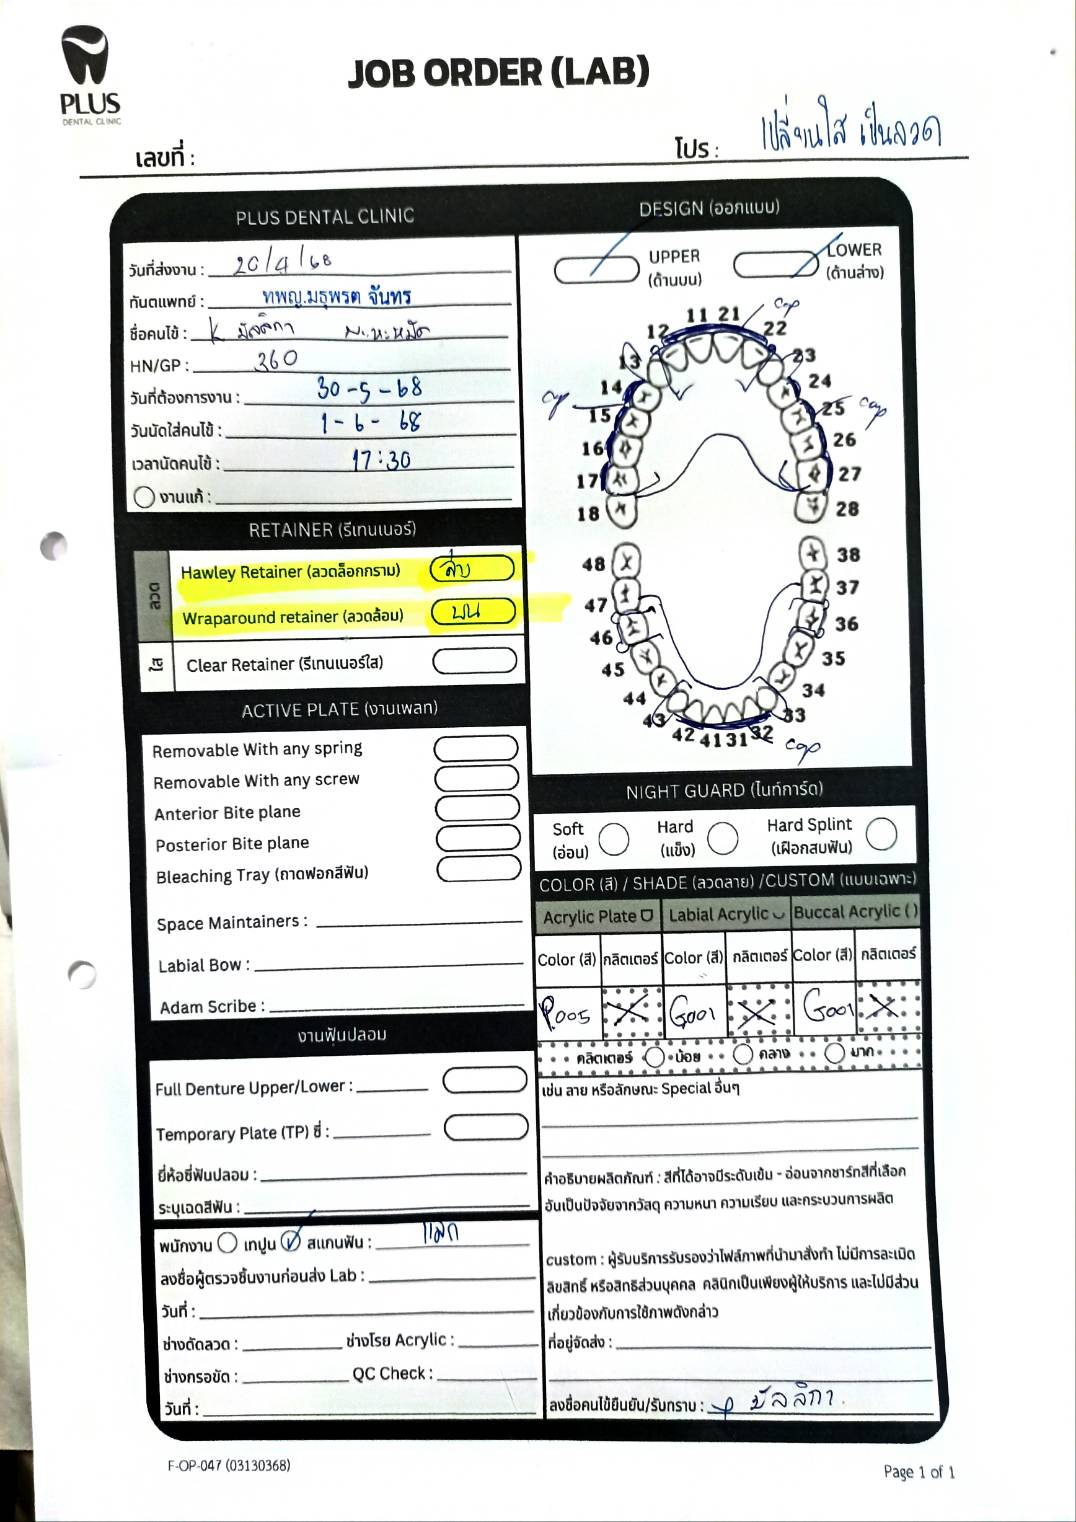 PLUS
DENTAL CLINIC
JOB ORDER (LAB)
เลขที่ :
โปร : เปลี่ยนใส เป็นลวด
PLUS DENTAL CLINIC
วันที่ส่งงาน : 20/4/68
ทันตแพทย์ : ทพญ.มธุพรต จันทร
ชื่อคนไข้ : K มัลลิกา
HN/GP : 360
วันที่ต้องการงาน : 30-5-68
วันนัดใส่คนไข้ : 1-6-68
เวลานัดคนไข้ : 17:30
งานแก้ :
DESIGN (ออกแบบ)
UPPER
(ด้านบน)
LOWER
(ด้านล่าง)
11 21 cap
12 22
13 23
14 24
cap 15 25 cap
16 26
17 27
18 28
48 38
47 37
46 36
45 35
44 34
43 33
42 41 31 32 cap
RETAINER (รีเทนเนอร์)
ลวด
Hawley Retainer (ลวดล็อกกราม) ล่าง
Wraparound retainer (ลวดล้อม) บน
ใส
Clear Retainer (รีเทนเนอร์ใส)
ACTIVE PLATE (งานเพลท)
Removable With any spring
Removable With any screw
Anterior Bite plane
Posterior Bite plane
Bleaching Tray (ถาดฟอกสีฟัน)
Space Maintainers :
Labial Bow :
Adam Scribe :
NIGHT GUARD (ไนท์การ์ด)
Soft
(อ่อน)
Hard
(แข็ง)
Hard Splint
(เฝือกสบฟัน)
COLOR (สี) / SHADE (ลวดลาย) /CUSTOM (แบบเฉพาะ)
Acrylic Plate Labial Acrylic Buccal Acrylic ( )
Color (สี) กลิตเตอร์ Color (สี) กลิตเตอร์ Color (สี) กลิตเตอร์
P005 G001 G001
กลิตเตอร์ น้อย กลาง มาก
เช่น ลาย หรือลักษณะ Special อื่นๆ
งานฟันปลอม
Full Denture Upper/Lower :
Temporary Plate (TP) ซี่ :
ยี่ห้อซี่ฟันปลอม :
ระบุเฉดสีฟัน :
คำอธิบายผลิตภัณฑ์ : สีที่ได้อาจมีระดับเข้ม - อ่อนจากชาร์ทสีที่เลือก
อันเป็นปัจจัยจากวัสดุ ความหนา ความเรียบ และกระบวนการผลิต
พนักงาน เทปูน สแกนฟัน :
ลงชื่อผู้ตรวจชิ้นงานก่อนส่ง Lab :
วันที่ :
ช่างดัดลวด : ช่างโรย Acrylic :
ช่างกรอขัด : QC Check :
วันที่ :
custom : ผู้รับบริการรับรองว่าไฟล์ภาพที่นำมาสั่งทำ ไม่มีการละเมิด
ลิขสิทธิ์ หรือสิทธิส่วนบุคคล คลินิกเป็นเพียงผู้ให้บริการ และไม่มีส่วน
เกี่ยวข้องกับการใช้ภาพดังกล่าว
ที่อยู่จัดส่ง :
ลงชื่อคนไข้ยืนยัน/รับทราบ : มัลลิกา
F-OP-047 (03130368)
Page 1 of 1